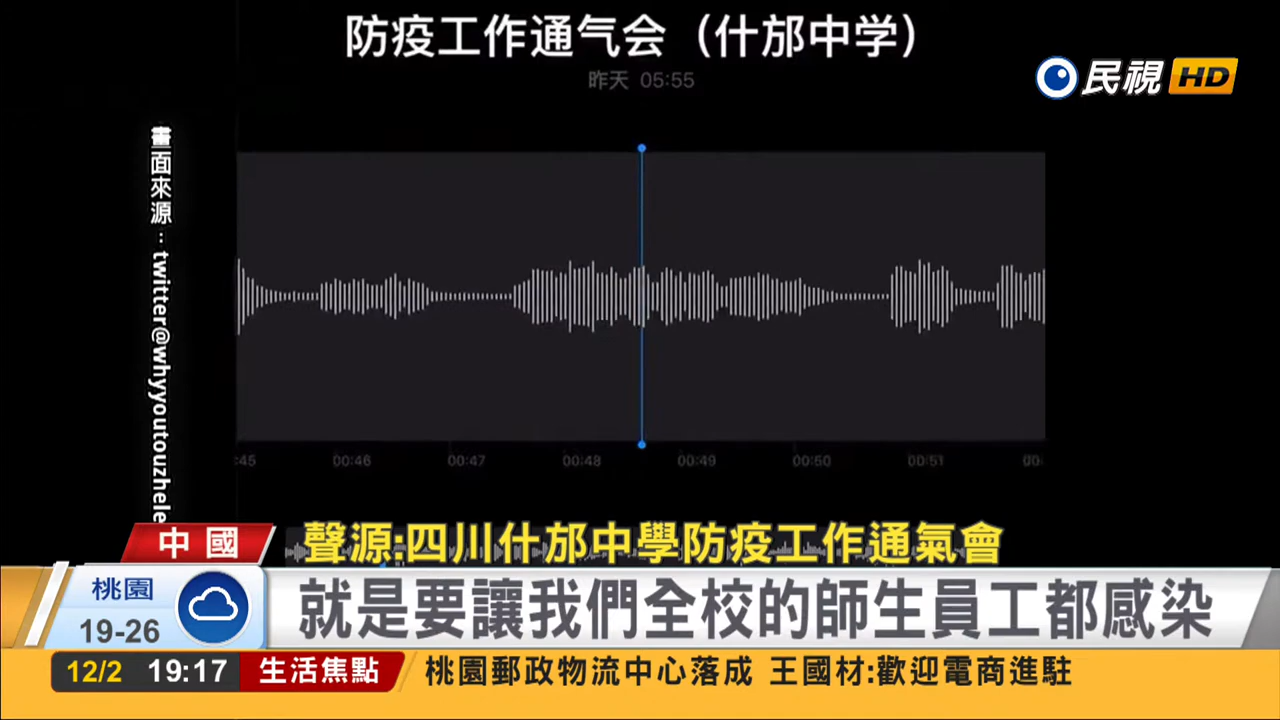 防疫工作通气会（什邡中学）
昨天 05:55
民視 HD
畫面來源：twitter@whyyoutouzhele
:45 00:46 00:47 00:48 00:49 00:50 00:51 00:
中國
聲源:四川什邡中學防疫工作通氣會
桃園
19-26
就是要讓我們全校的師生員工都感染
12/2 19:17 生活焦點 桃園郵政物流中心落成 王國材:歡迎電商進駐